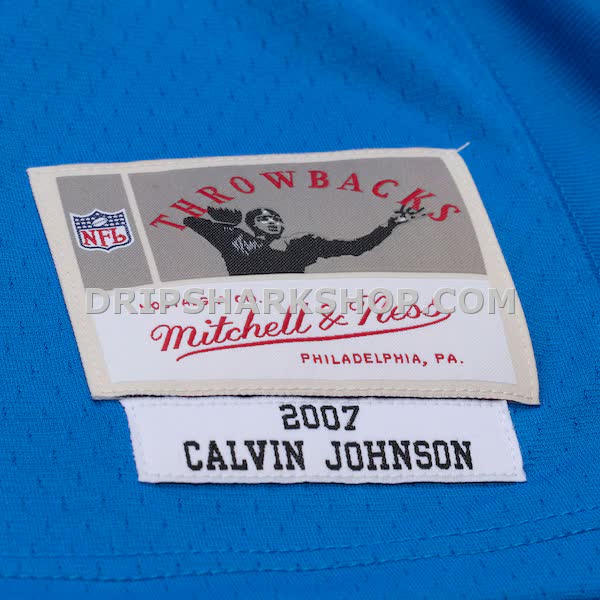 THROWBACKS
NFL
DRIPSHARKSHOP.COM
Mitchell & Ness
PHILADELPHIA, PA.
2007
CALVIN JOHNSON